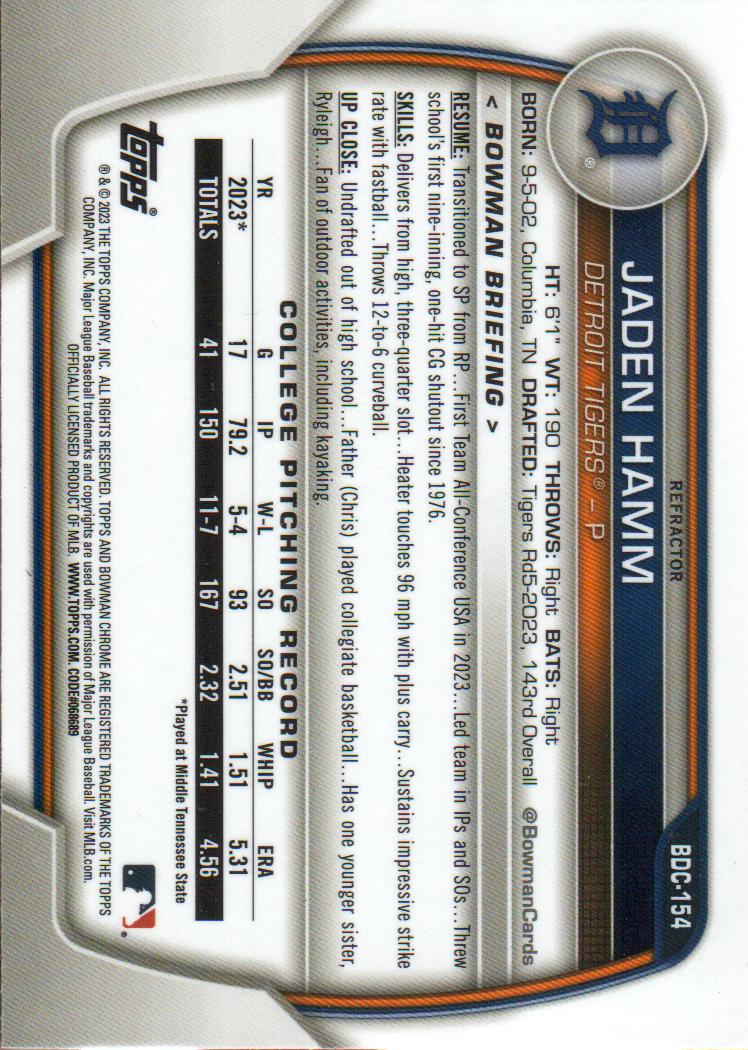 REFRACTOR
BDC-154
JADEN HAMM
DETROIT TIGERS® – P
D
®
HT: 6'1" WT: 190 THROWS: Right BATS: Right
BORN: 9-5-02, Columbia, TN DRAFTED: Tigers Rd5-2023, 143rd Overall @BowmanCards
< BOWMAN BRIEFING >
RESUME: Transitioned to SP from RP...First Team All-Conference USA in 2023...Led team in IPs and SOs...Threw
school's first nine-inning, one-hit CG shutout since 1976.
SKILLS: Delivers from high, three-quarter slot...Heater touches 96 mph with plus carry...Sustains impressive strike
rate with fastball...Throws 12-to-6 curveball.
UP CLOSE: Undrafted out of high school...Father (Chris) played collegiate basketball...Has one younger sister,
Ryleigh...Fan of outdoor activities, including kayaking.
COLLEGE PITCHING RECORD
YR G IP W-L SO SO/BB WHIP ERA
2023* 17 79.2 5-4 93 2.51 1.51 5.31
TOTALS 41 150 11-7 167 2.32 1.41 4.56
*Played at Middle Tennessee State
topps®
®
® & © 2023 THE TOPPS COMPANY, INC. ALL RIGHTS RESERVED. TOPPS AND BOWMAN CHROME ARE REGISTERED TRADEMARKS OF THE TOPPS
COMPANY, INC. Major League Baseball trademarks and copyrights are used with permission of Major League Baseball. Visit MLB.com.
OFFICIALLY LICENSED PRODUCT OF MLB. WWW.TOPPS.COM. CODE#068689